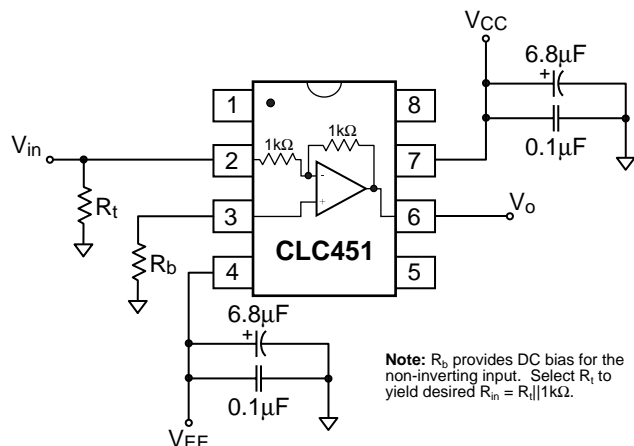 VCC
6.8µF
+
0.1µF
1
8
1kΩ
1kΩ
Vin
2
7
-
Rt
+
3
6
Vo
Rb
CLC451
4
5
6.8µF
+
0.1µF
VEE
Note: Rb provides DC bias for the
non-inverting input. Select Rt to
yield desired Rin = Rt||1kΩ.